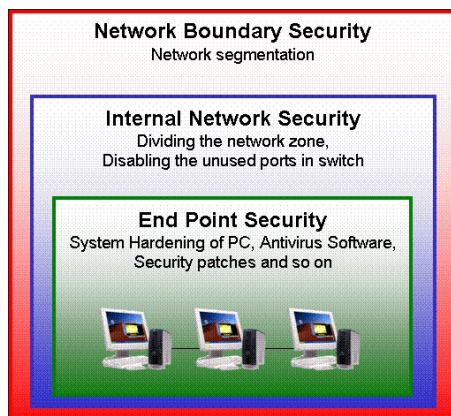 Network Boundary Security
Network segmentation
Internal Network Security
Dividing the network zone,
Disabling the unused ports in switch
End Point Security
System Hardening of PC, Antivirus Software,
Security patches and so on